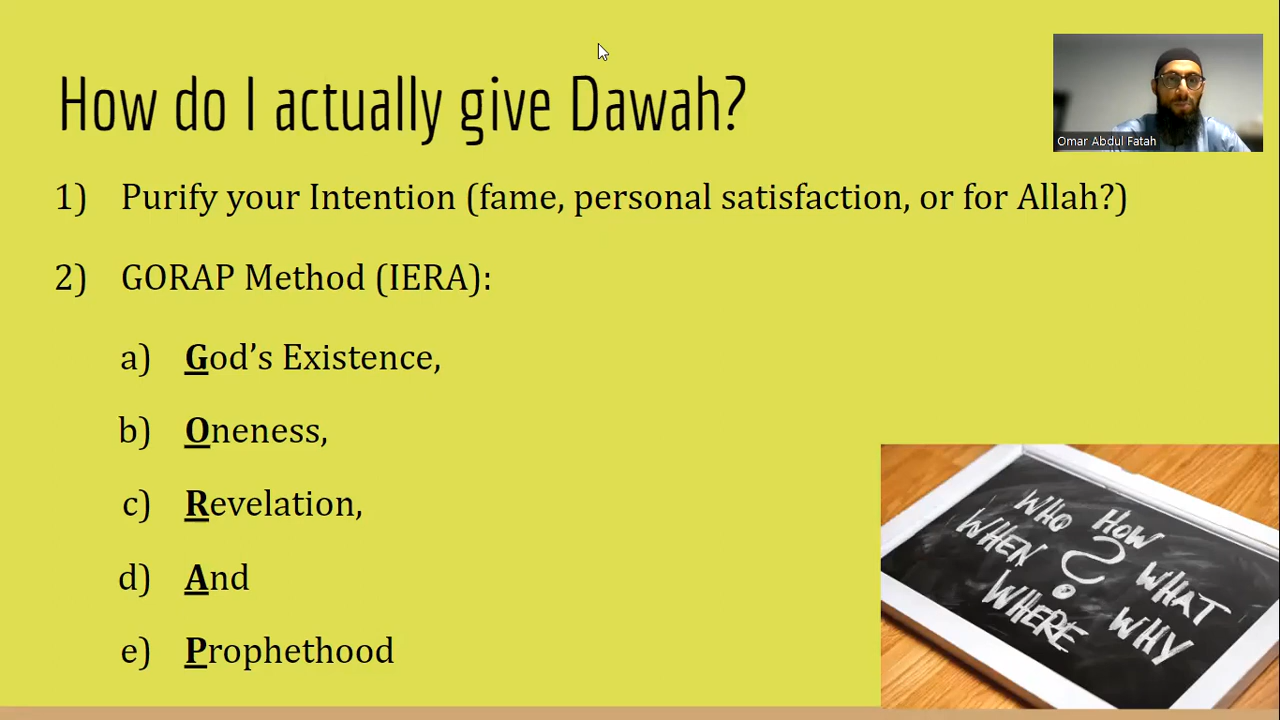 How do I actually give Dawah?
Omar Abdul Fatah
1) Purify your Intention (fame, personal satisfaction, or for Allah?)
2) GORAP Method (IERA):
a) God’s Existence,
b) Oneness,
c) Revelation,
d) And
e) Prophethood
WHO HOW
WHEN ? WHAT
WHERE WHY